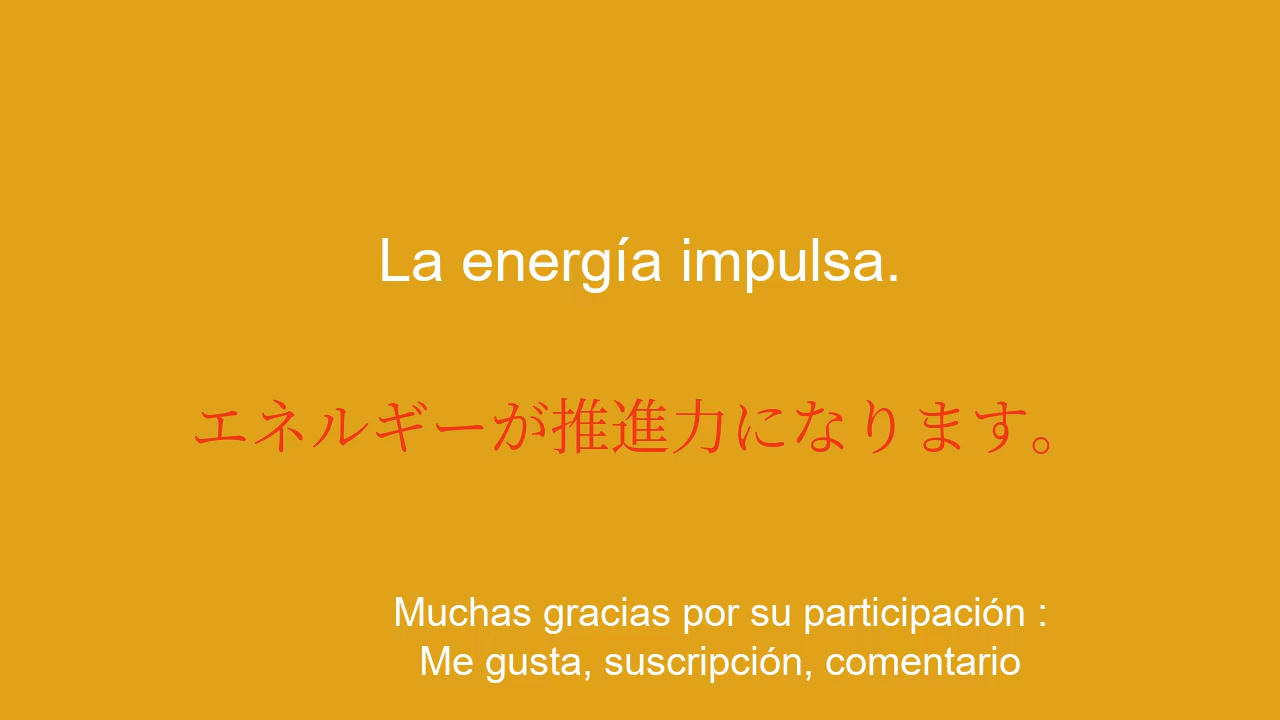 La energía impulsa.
エネルギーが推進力になります。
Muchas gracias por su participación :
Me gusta, suscripción, comentario